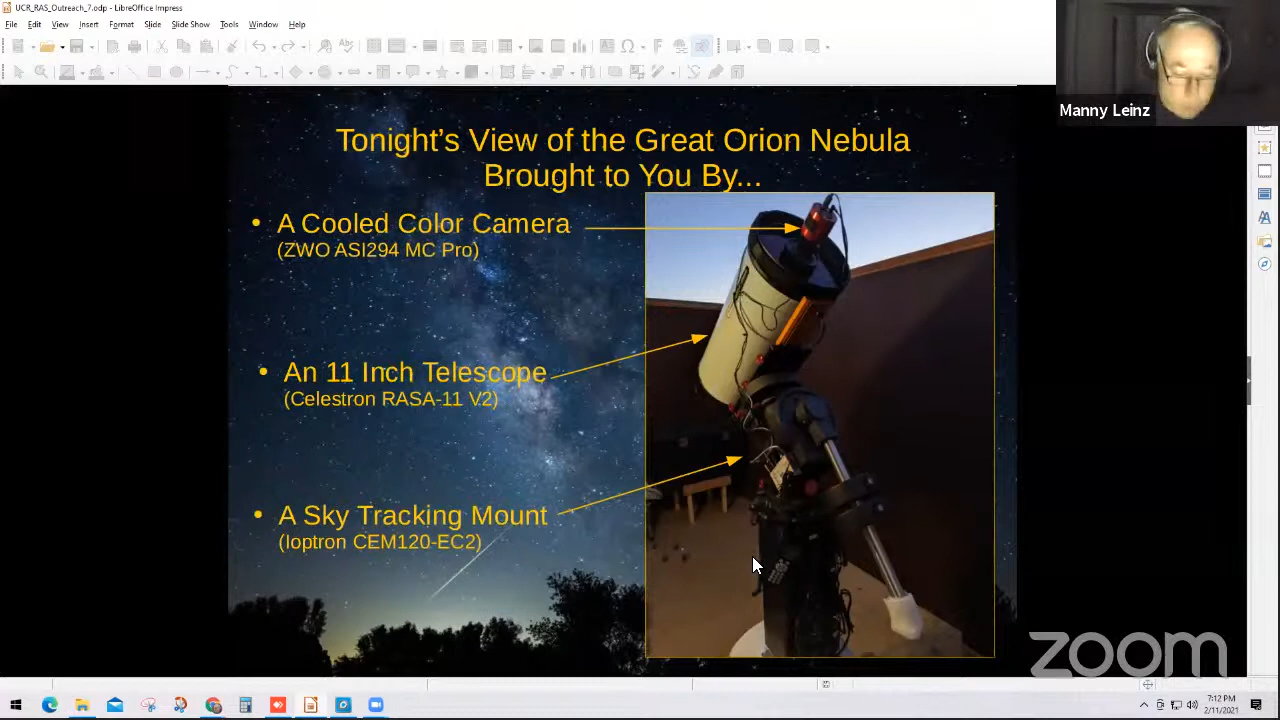 UCR_RAS_Outreach_7.odp - LibreOffice Impress
File Edit View Insert Format Slide Slide Show Tools Window Help
Manny Leinz
Tonight's View of the Great Orion Nebula
Brought to You By...
• A Cooled Color Camera
(ZWO ASI294 MC Pro)
• An 11 Inch Telescope
(Celestron RASA-11 V2)
• A Sky Tracking Mount
(Ioptron CEM120-EC2)
zoom
7:12 PM
2/11/2021